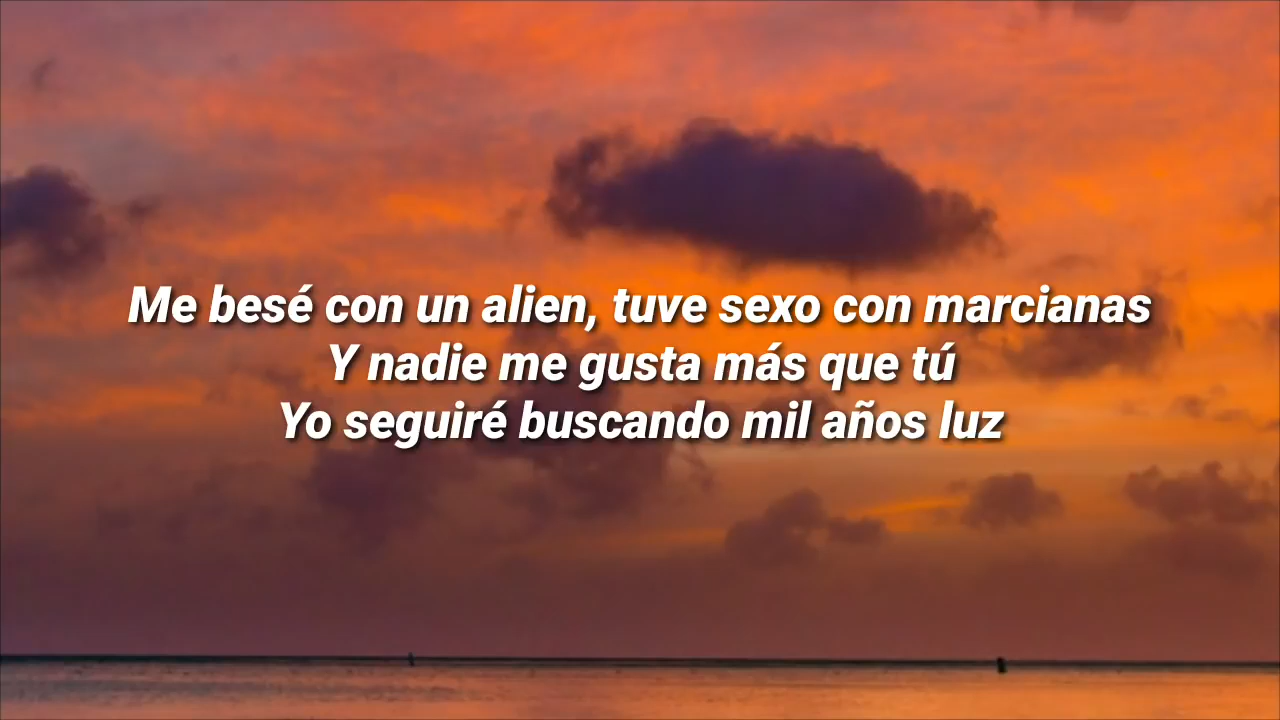 Me besé con un alien, tuve sexo con marcianas
Y nadie me gusta más que tú
Yo seguiré buscando mil años luz